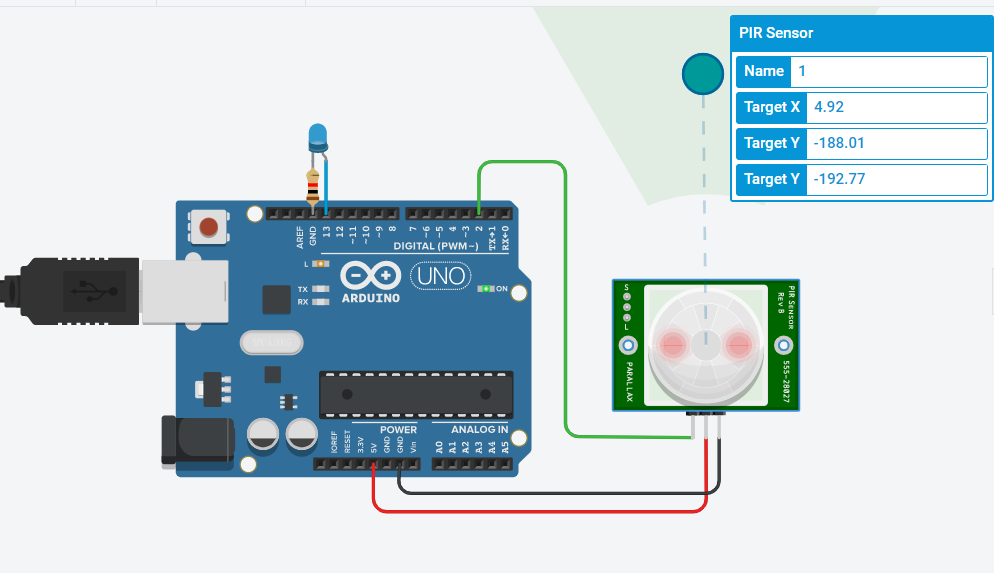 PIR Sensor
Name 1
Target X 4.92
Target Y -188.01
Target Y -192.77
AREF
GND
13
12
~11
~10
~9
8
7
~6
~5
4
~3
2
TX→1
RX←0
DIGITAL (PWM~)
L
TX
RX
UNO
ON
ARDUINO
POWER
ANALOG IN
IOREF
RESET
3.3V
5V
GND
GND
Vin
A0
A1
A2
A3
A4
A5
S
L
PARALLAX
PIR SENSOR
REV B
555-28027